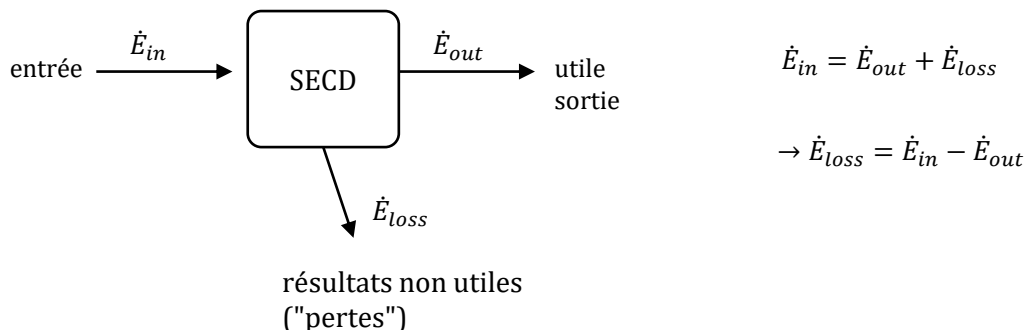 entrée
Ė_in
SECD
Ė_out
utile
sortie
Ė_loss
résultats non utiles
("pertes")
Ė_in = Ė_out + Ė_loss
→ Ė_loss = Ė_in − Ė_out